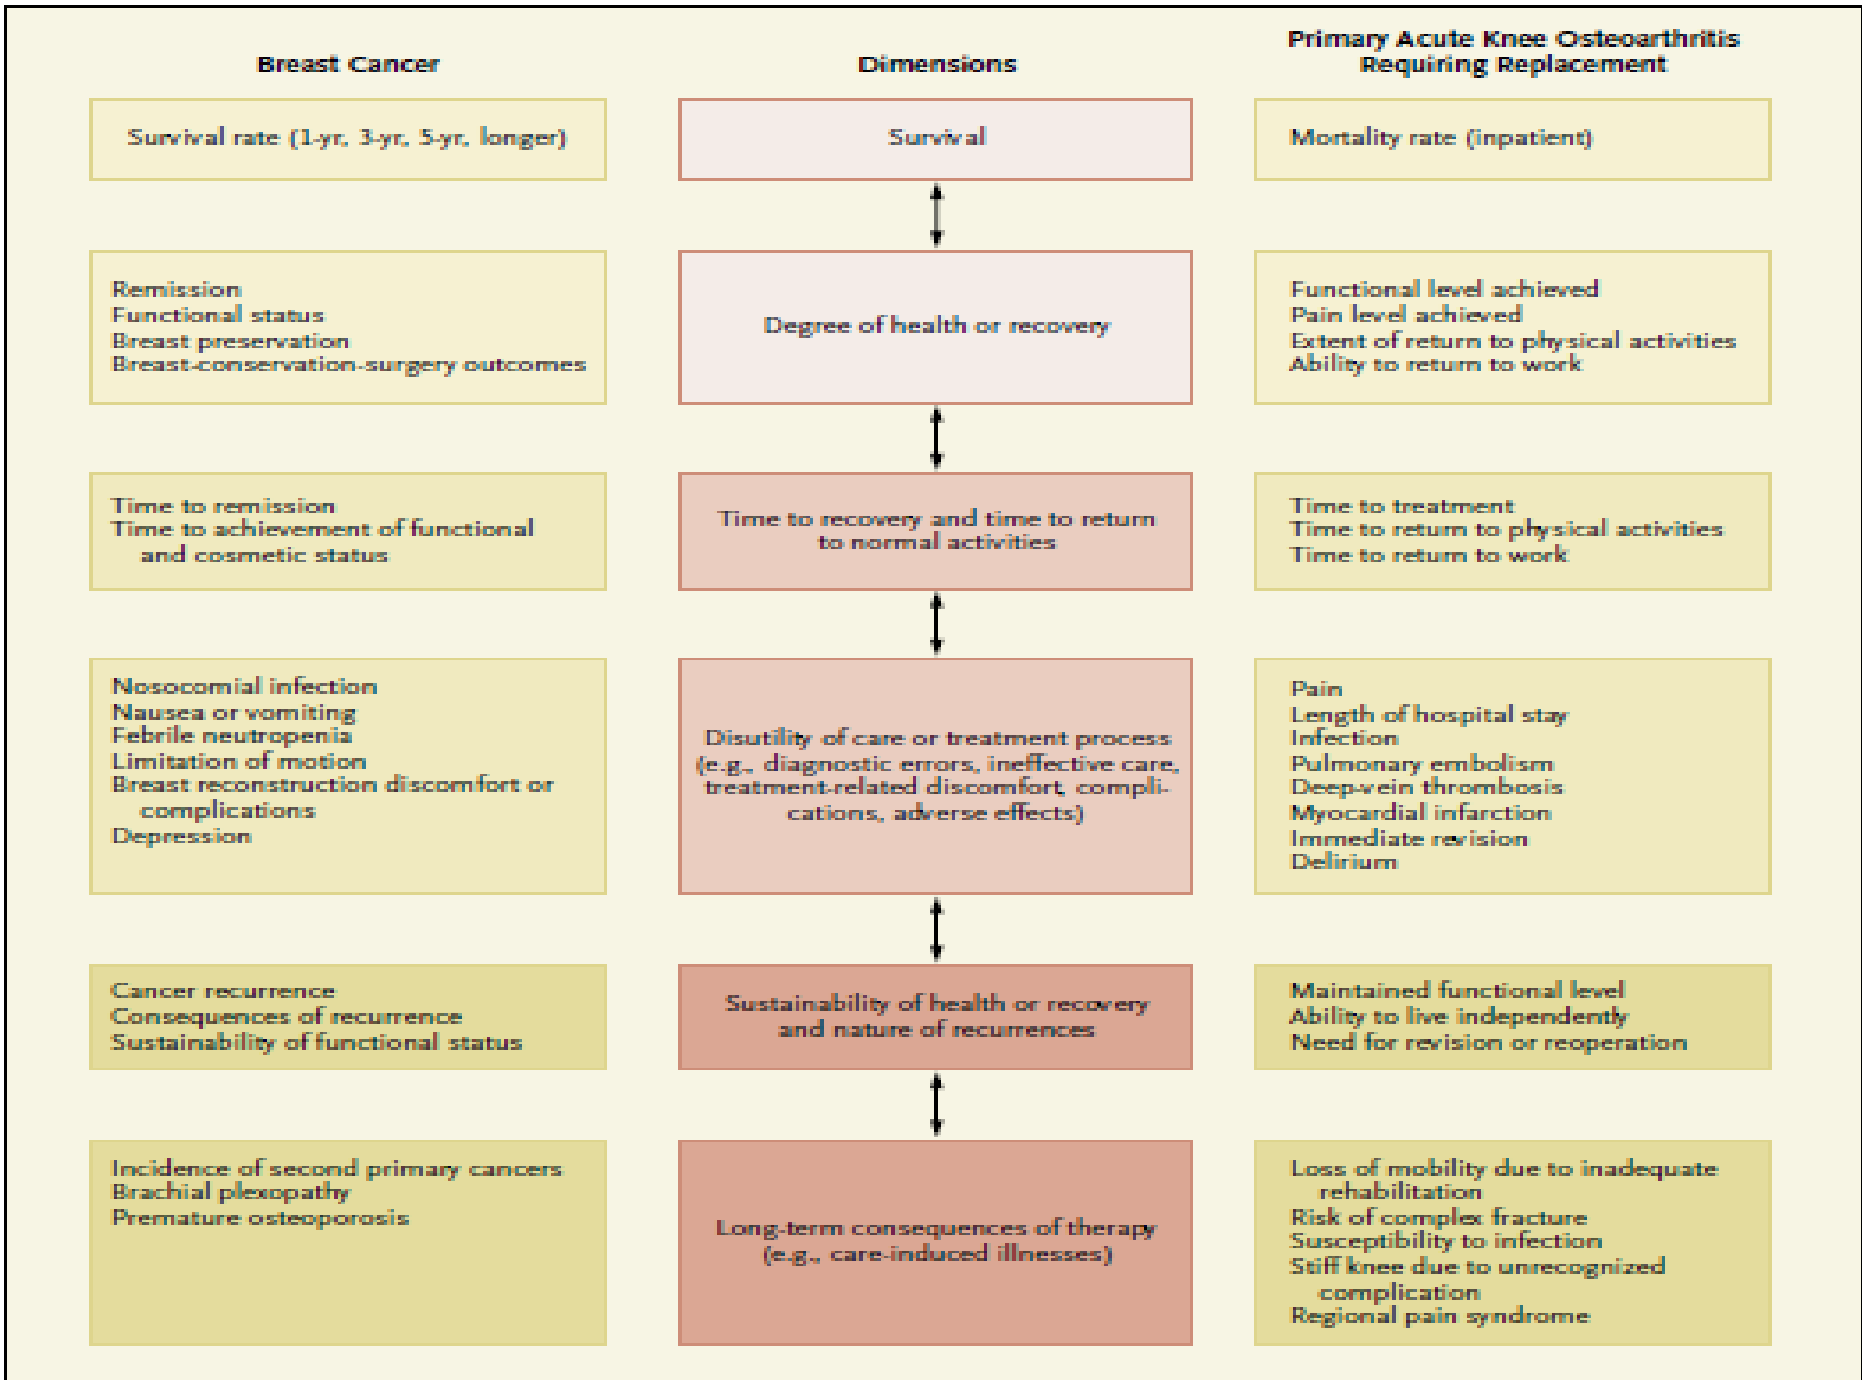 Breast Cancer
Dimensions
Primary Acute Knee Osteoarthritis
Requiring Replacement
Survival rate (1-yr, 3-yr, 5-yr, longer)
Survival
Mortality rate (inpatient)
Remission
Functional status
Breast preservation
Breast-conservation-surgery outcomes
Degree of health or recovery
Functional level achieved
Pain level achieved
Extent of return to physical activities
Ability to return to work
Time to remission
Time to achievement of functional
and cosmetic status
Time to recovery and time to return
to normal activities
Time to treatment
Time to return to physical activities
Time to return to work
Nosocomial infection
Nausea or vomiting
Febrile neutropenia
Limitation of motion
Breast reconstruction discomfort or
complications
Depression
Disutility of care or treatment process
(e.g., diagnostic errors, ineffective care,
treatment-related discomfort, compli-
cations, adverse effects)
Pain
Length of hospital stay
Infection
Pulmonary embolism
Deep-vein thrombosis
Myocardial infarction
Immediate revision
Delirium
Cancer recurrence
Consequences of recurrence
Sustainability of functional status
Sustainability of health or recovery
and nature of recurrences
Maintained functional level
Ability to live independently
Need for revision or reoperation
Incidence of second primary cancers
Brachial plexopathy
Premature osteoporosis
Long-term consequences of therapy
(e.g., care-induced illnesses)
Loss of mobility due to inadequate
rehabilitation
Risk of complex fracture
Susceptibility to infection
Stiff knee due to unrecognized
complication
Regional pain syndrome